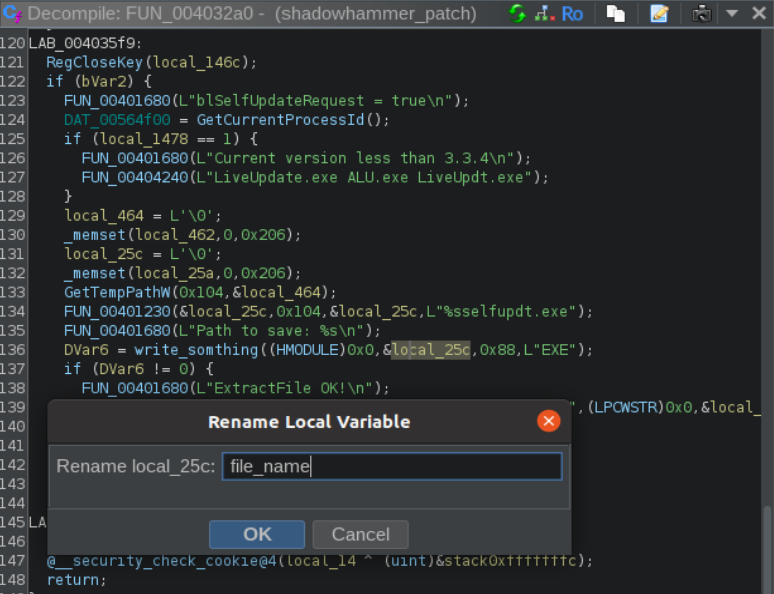 Decompile: FUN_004032a0 - (shadowhammer_patch)
Ro
120 LAB_004035f9:
121 RegCloseKey(local_146c);
122 if (bVar2) {
123 FUN_00401680(L"blSelfUpdateRequest = true\n");
124 DAT_00564f00 = GetCurrentProcessId();
125 if (local_1478 == 1) {
126 FUN_00401680(L"Current version less than 3.3.4\n");
127 FUN_00404240(L"LiveUpdate.exe ALU.exe LiveUpdt.exe");
128 }
129 local_464 = L'\0';
130 _memset(local_462,0,0x206);
131 local_25c = L'\0';
132 _memset(local_25a,0,0x206);
133 GetTempPathW(0x104,&local_464);
134 FUN_00401230(&local_25c,0x104,&local_25c,L"%sselfupdt.exe");
135 FUN_00401680(L"Path to save: %s\n");
136 DVar6 = write_somthing((HMODULE)0x0,&local_25c,0x88,L"EXE");
137 if (DVar6 != 0) {
138 FUN_00401680(L"ExtractFile OK!\n");
139 ",(LPCWSTR)0x0,&local_
140
Rename Local Variable
141
142
Rename local_25c: file_name
143
144
145 LA
146
OK Cancel
147 @__security_check_cookie@4(local_14 ^ (uint)&stack0xfffffffc);
148 return;